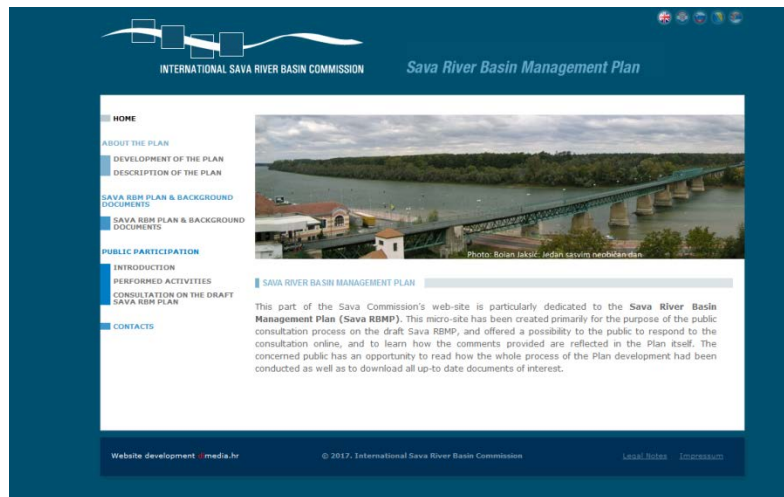 INTERNATIONAL SAVA RIVER BASIN COMMISSION
Sava River Basin Management Plan
HOME
ABOUT THE PLAN
DEVELOPMENT OF THE PLAN
DESCRIPTION OF THE PLAN
SAVA RBM PLAN & BACKGROUND
DOCUMENTS
SAVA RBM PLAN & BACKGROUND
DOCUMENTS
PUBLIC PARTICIPATION
INTRODUCTION
PERFORMED ACTIVITIES
CONSULTATION ON THE DRAFT
SAVA RBM PLAN
CONTACTS
Photo: Bojan Jaksic: Jedan sasvim neobičan dan
SAVA RIVER BASIN MANAGEMENT PLAN
This part of the Sava Commission's web-site is particularly dedicated to the Sava River Basin
Management Plan (Sava RBMP). This micro-site has been created primarily for the purpose of the public
consultation process on the draft Sava RBMP, and offered a possibility to the public to respond to the
consultation online, and to learn how the comments provided are reflected in the Plan itself. The
concerned public has an opportunity to read how the whole process of the Plan development had been
conducted as well as to download all up-to date documents of interest.
Website development dimedia.hr
© 2017. International Sava River Basin Commission
Legal Notes Impressum